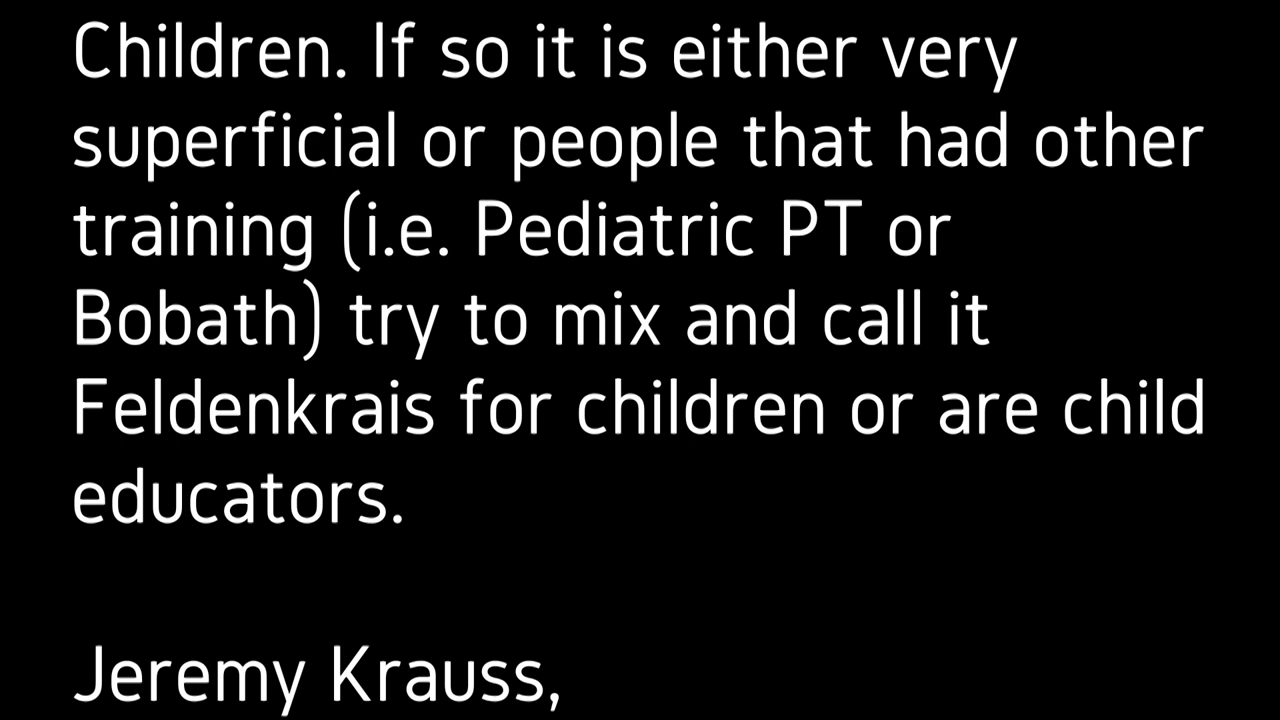 Children. If so it is either very
superficial or people that had other
training (i.e. Pediatric PT or
Bobath) try to mix and call it
Feldenkrais for children or are child
educators.
Jeremy Krauss,